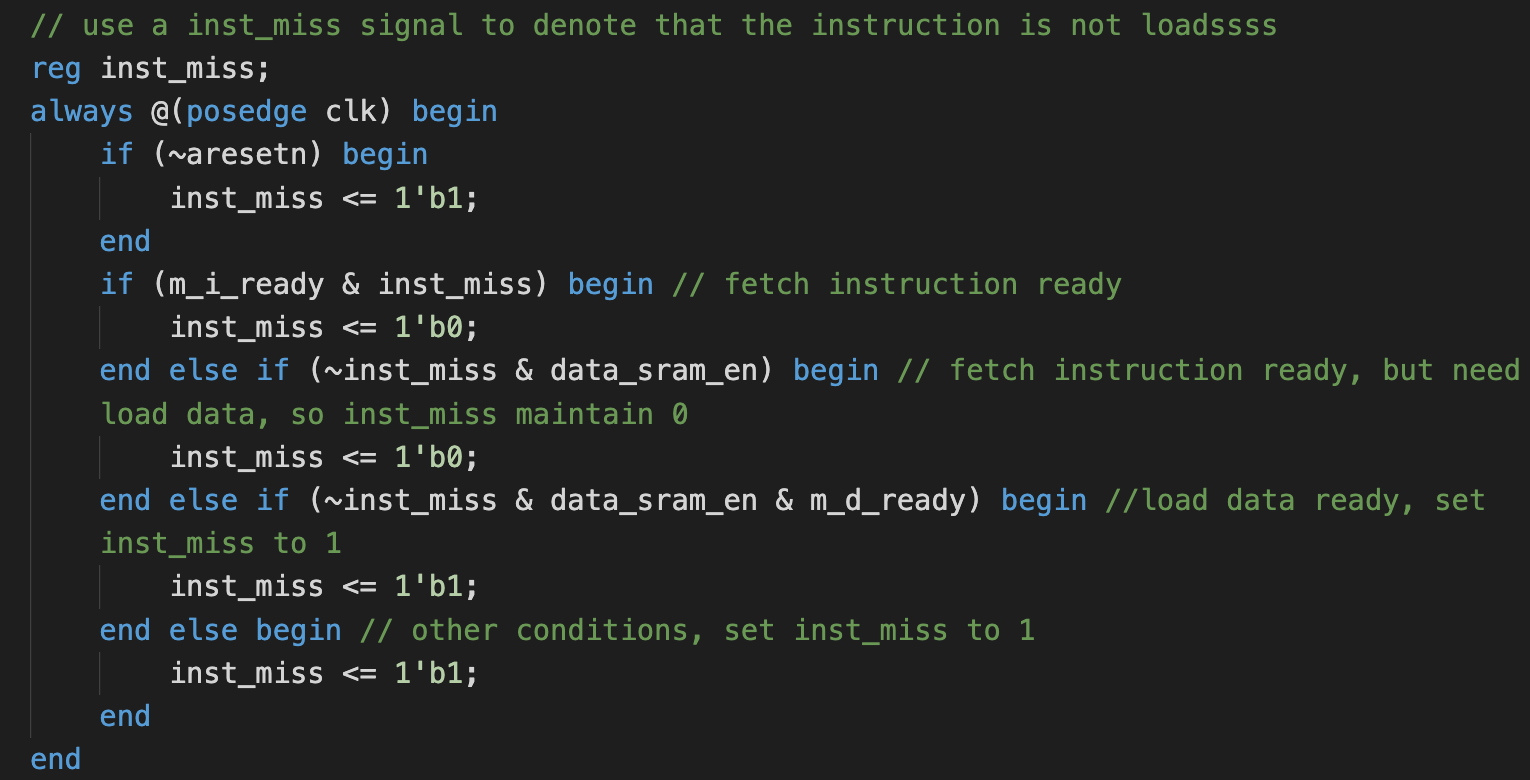 // use a inst_miss signal to denote that the instruction is not loadssss
reg inst_miss;
always @(posedge clk) begin
if (~aresetn) begin
inst_miss <= 1'b1;
end
if (m_i_ready & inst_miss) begin // fetch instruction ready
inst_miss <= 1'b0;
end else if (~inst_miss & data_sram_en) begin // fetch instruction ready, but need
load data, so inst_miss maintain 0
inst_miss <= 1'b0;
end else if (~inst_miss & data_sram_en & m_d_ready) begin //load data ready, set
inst_miss to 1
inst_miss <= 1'b1;
end else begin // other conditions, set inst_miss to 1
inst_miss <= 1'b1;
end
end